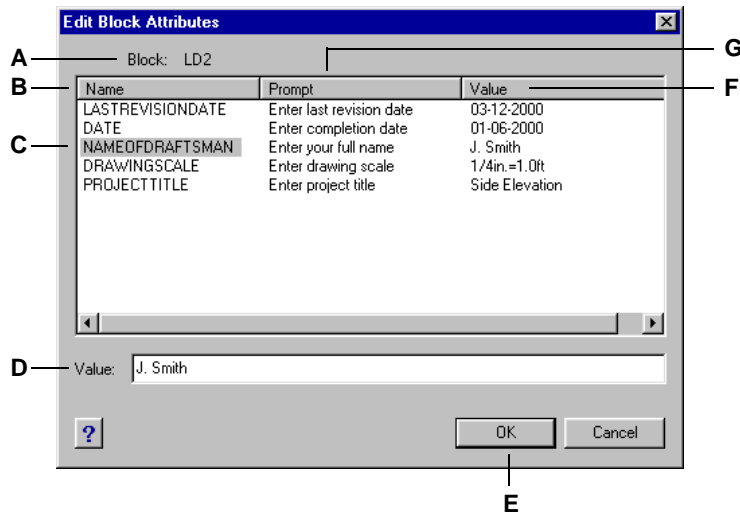 Edit Block Attributes
A Block: LD2 G
B Name Prompt Value F
LASTREVISIONDATE Enter last revision date 03-12-2000
DATE Enter completion date 01-06-2000
C NAMEOFDRAFTSMAN Enter your full name J. Smith
DRAWINGSCALE Enter drawing scale 1/4in.=1.0ft
PROJECTTITLE Enter project title Side Elevation
D Value: J. Smith
? OK Cancel
E